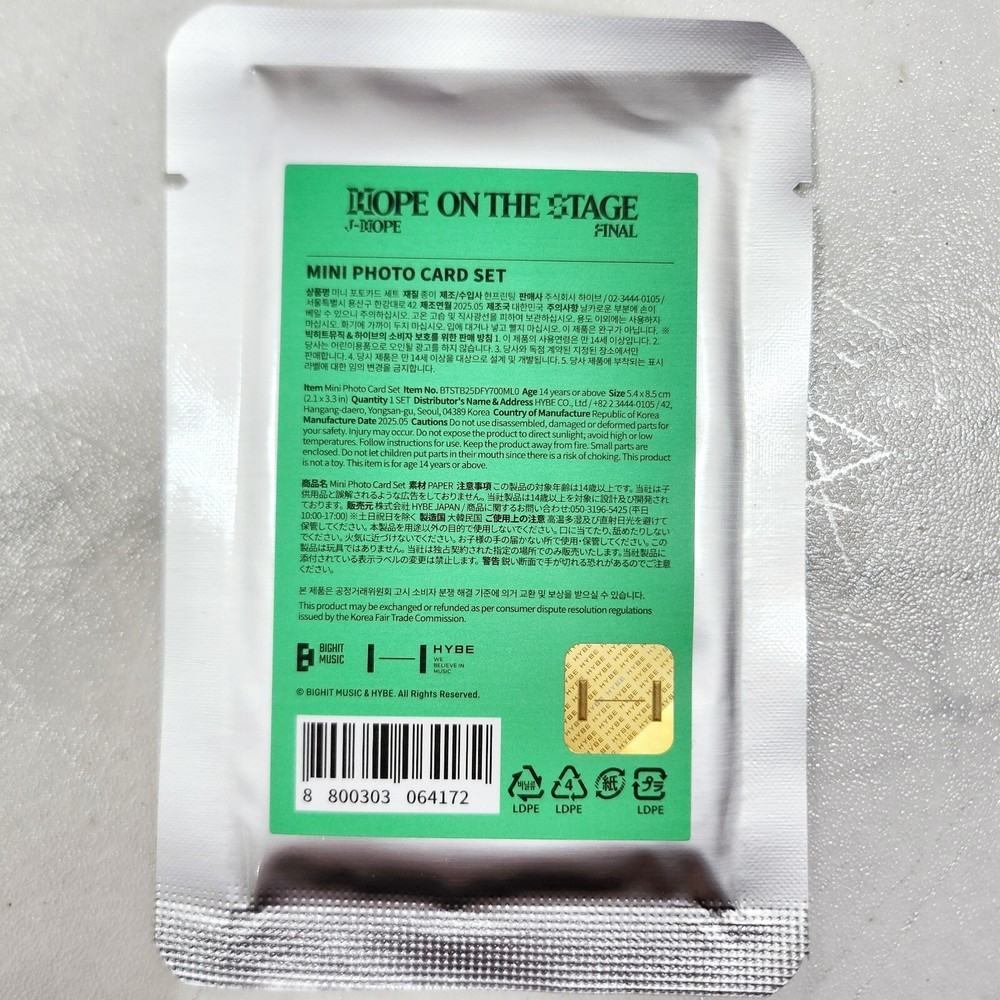 HOPE ON THE STAGE
J-HOPE FINAL
MINI PHOTO CARD SET
상품명 미니 포토카드 세트 재질 종이 제조/수입사 현프린팅 판매사 주식회사 하이브 / 02-3444-0105 /
서울특별시 용산구 한강대로 42 제조연월 2025.05 제조국 대한민국 주의사항 날카로운 부분에 손이
베일 수 있으니 주의하십시오. 고온 고습 및 직사광선을 피하여 보관하십시오. 용도 이외에는 사용하지
마십시오. 화기에 가까이 두지 마십시오. 입에 대거나 넣고 빨지 마십시오. 이 제품은 완구가 아닙니다. ※
빅히트뮤직 & 하이브의 소비자 보호를 위한 판매 방침 1. 이 제품의 사용연령은 만 14세 이상입니다. 2.
당사는 어린이용품으로 오인될 광고를 하지 않습니다. 3. 당사와 독점 계약된 지정된 장소에서만
판매합니다. 4. 당시 제품은 만 14세 이상을 대상으로 설계 및 개발됩니다. 5. 당사 제품에 부착되는 표시
라벨에 대한 임의 변경을 금지합니다.
Item Mini Photo Card Set Item No. BTSTB25DFY700ML0 Age 14 years or above Size 5.4 x 8.5 cm
(2.1 x 3.3 in) Quantity 1 SET Distributor's Name & Address HYBE CO., Ltd / +82 2 3444-0105 / 42,
Hangang-daero, Yongsan-gu, Seoul, 04389 Korea Country of Manufacture Republic of Korea
Manufacture Date 2025.05 Cautions Do not use disassembled, damaged or deformed parts for
your safety. Injury may occur. Do not expose the product to direct sunlight; avoid high or low
temperatures. Follow instructions for use. Keep the product away from fire. Small parts are
enclosed. Do not let children put parts in their mouth since there is a risk of choking. This product
is not a toy. This item is for age 14 years or above.
商品名 Mini Photo Card Set 素材 PAPER 注意事項 この製品の対象年齢は14歳以上です。当社は子
供用品と誤解されるような広告をしておりません。当社製品は14歳以上を対象に設計及び開発され
ております。販売元 株式会社 HYBE JAPAN / 商品に関するお問い合わせ:050-3196-5425 (平日
10:00-17:00) ※土日祝日を除く 製造国 大韓民国 ご使用上の注意 高温多湿及び直射日光を避けて
保管してください。本製品を用途以外の目的で使用しないでください。口に当たり、舐めたりしない
でください。火気に近づけないでください。お子様の手の届かない所で使用・保管してください。この
製品は玩具ではありません。当社は独占契約された指定の場所でのみ販売いたします。当社製品に
添付されている表示ラベルの変更は禁止します。警告 鋭い断面で手が切れる恐れがあるのでご注意
ください。
본 제품은 공정거래위원회 고시 소비자 분쟁 해결 기준에 의거 교환 및 보상을 받으실 수 있습니다.
This product may be exchanged or refunded as per consumer dispute resolution regulations
issued by the Korea Fair Trade Commission.
BIGHIT MUSIC HYBE
WE BELIEVE IN MUSIC
© BIGHIT MUSIC & HYBE. All Rights Reserved.
HYBE HYBE HYBE
8 800303 064172
비닐류 4 紙 プラ
LDPE LDPE LDPE